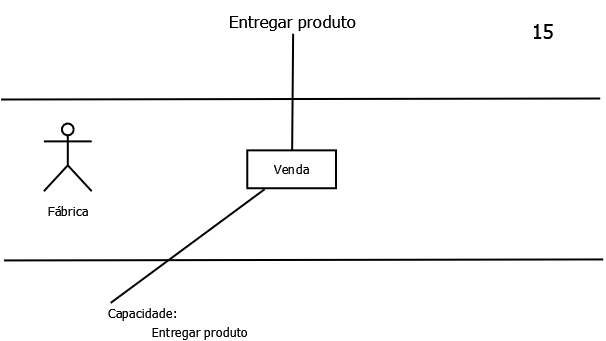 Entregar produto
15
Venda
Fábrica
Capacidade:
Entregar produto